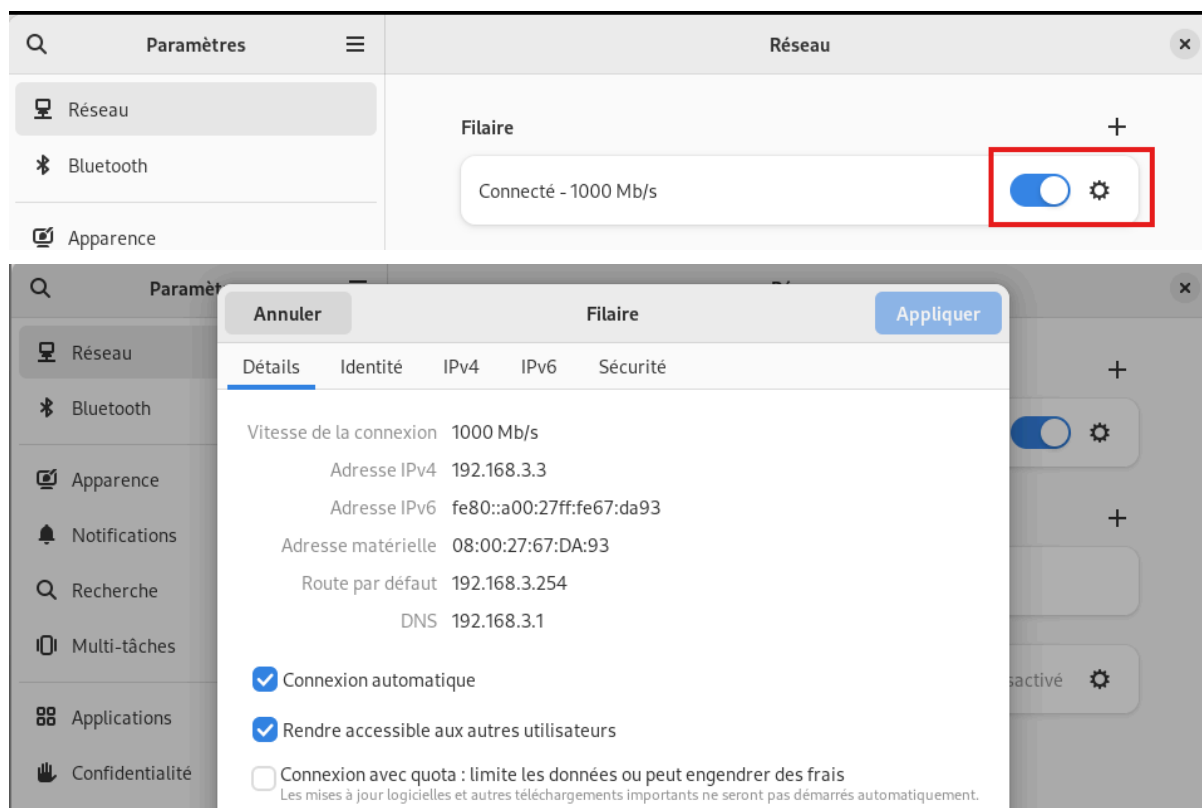 Paramètres
Réseau
Réseau
Filaire
Bluetooth
Connecté - 1000 Mb/s
Apparence
Annuler
Filaire
Appliquer
Réseau
Détails Identité IPv4 IPv6 Sécurité
Bluetooth
Vitesse de la connexion 1000 Mb/s
Adresse IPv4 192.168.3.3
Apparence
Adresse IPv6 fe80::a00:27ff:fe67:da93
Notifications
Adresse matérielle 08:00:27:67:DA:93
Recherche
Route par défaut 192.168.3.254
DNS 192.168.3.1
Multi-tâches
Connexion automatique
Applications
Rendre accessible aux autres utilisateurs
Confidentialité
Connexion avec quota : limite les données ou peut engendrer des frais
Les mises à jour logicielles et autres téléchargements importants ne seront pas démarrés automatiquement.